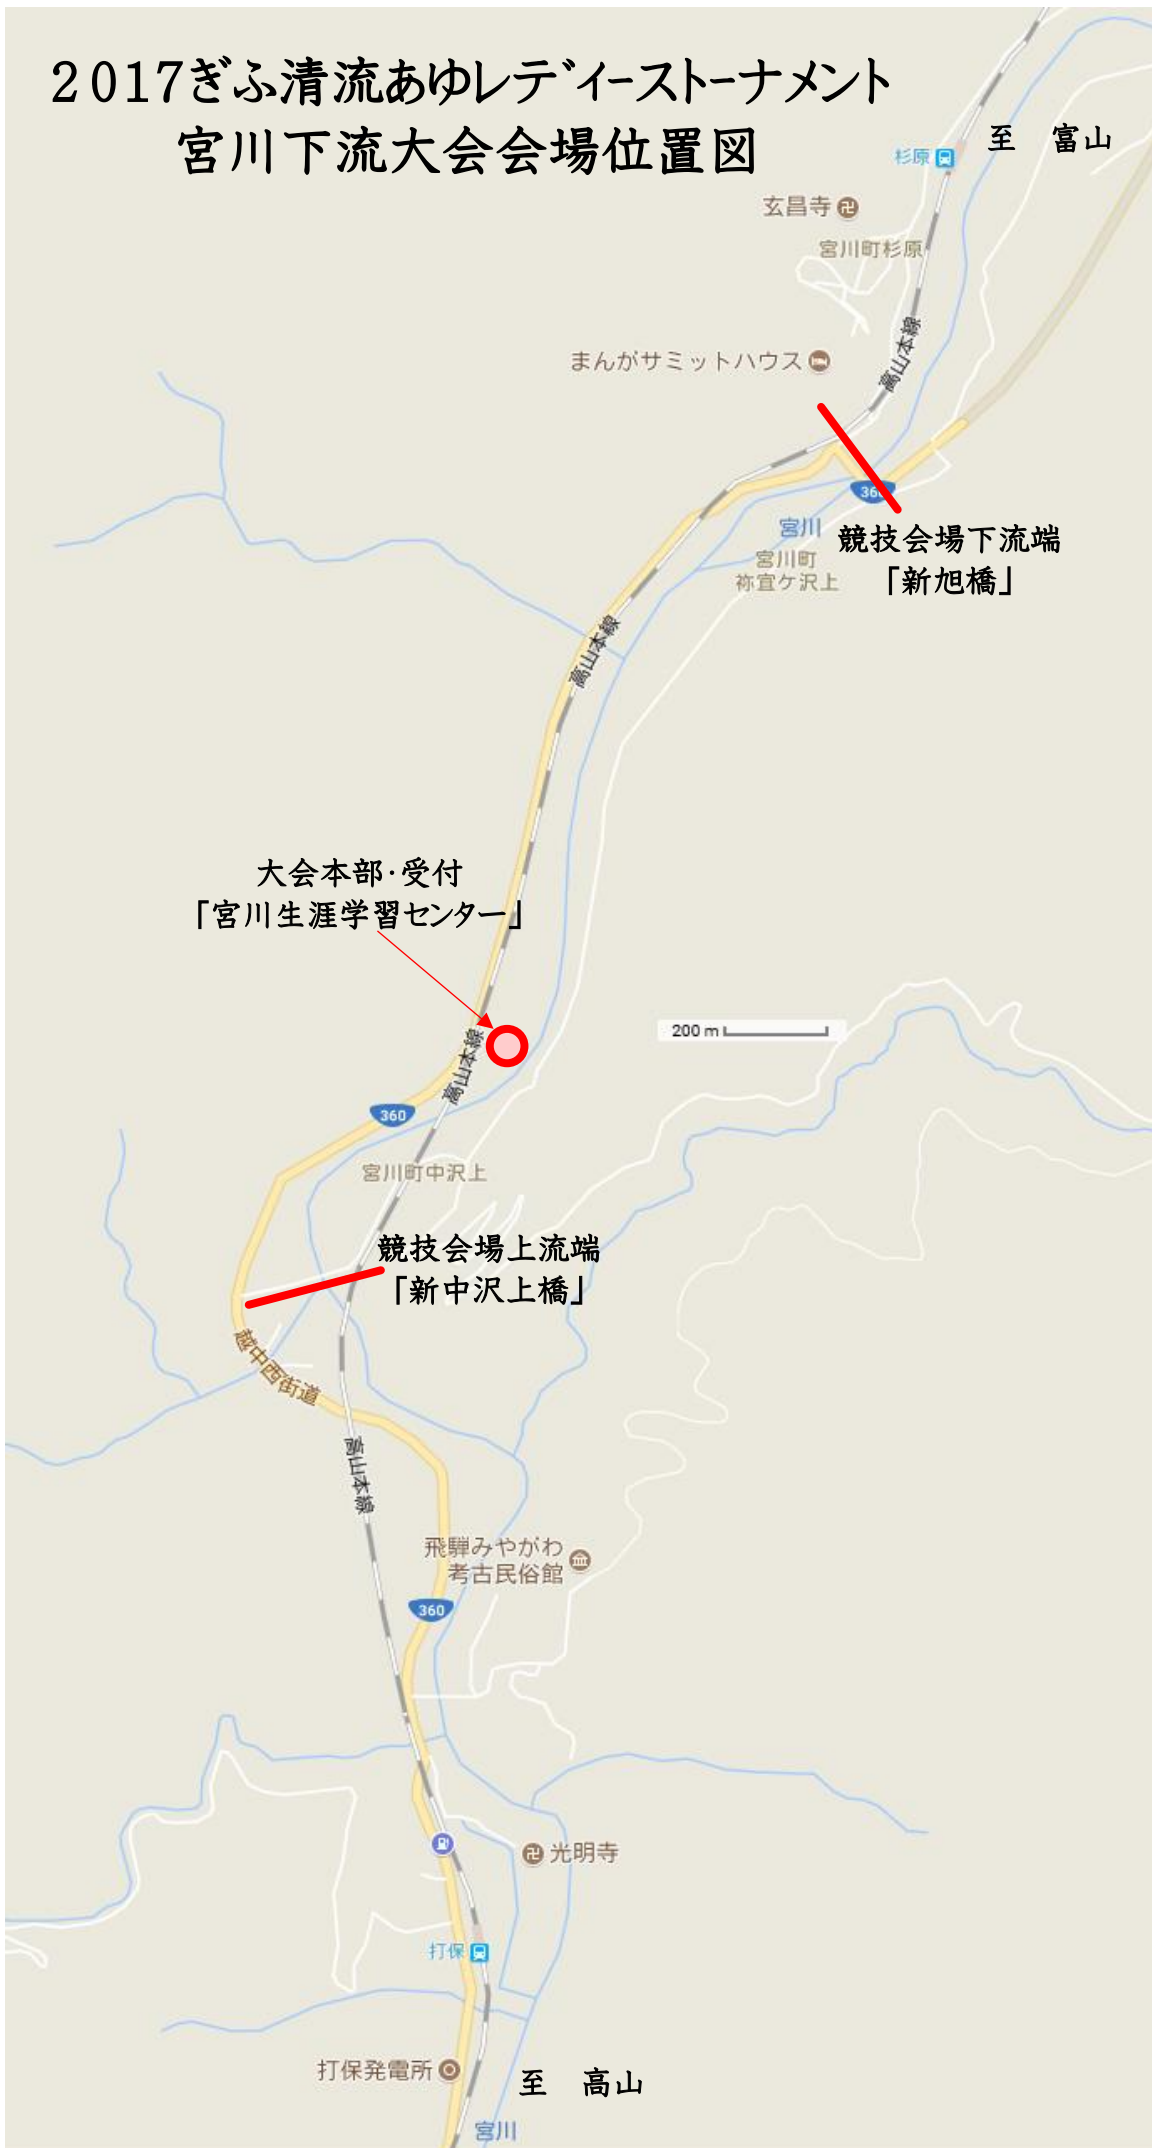 2017ぎふ清流あゆレディーストーナメント
宮川下流大会会場位置図
至 富山
杉原
玄昌寺
宮川町杉原
高山本線
まんがサミットハウス
360
宮川
競技会場下流端
「新旭橋」
宮川町
祢宜ケ沢上
高山本線
大会本部・受付
「宮川生涯学習センター」
200 m
高山本線
360
宮川町中沢上
競技会場上流端
「新中沢上橋」
越中西街道
高山本線
飛騨みやがわ
考古民俗館
360
光明寺
打保
打保発電所
至 高山
宮川